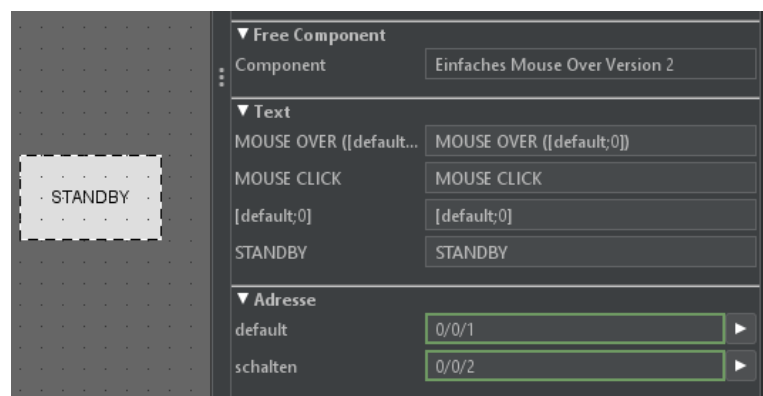 STANDBY
Free Component
Component Einfaches Mouse Over Version 2
Text
MOUSE OVER ([default... MOUSE OVER ([default;0])
MOUSE CLICK MOUSE CLICK
[default;0] [default;0]
STANDBY STANDBY
Adresse
default 0/0/1
schalten 0/0/2